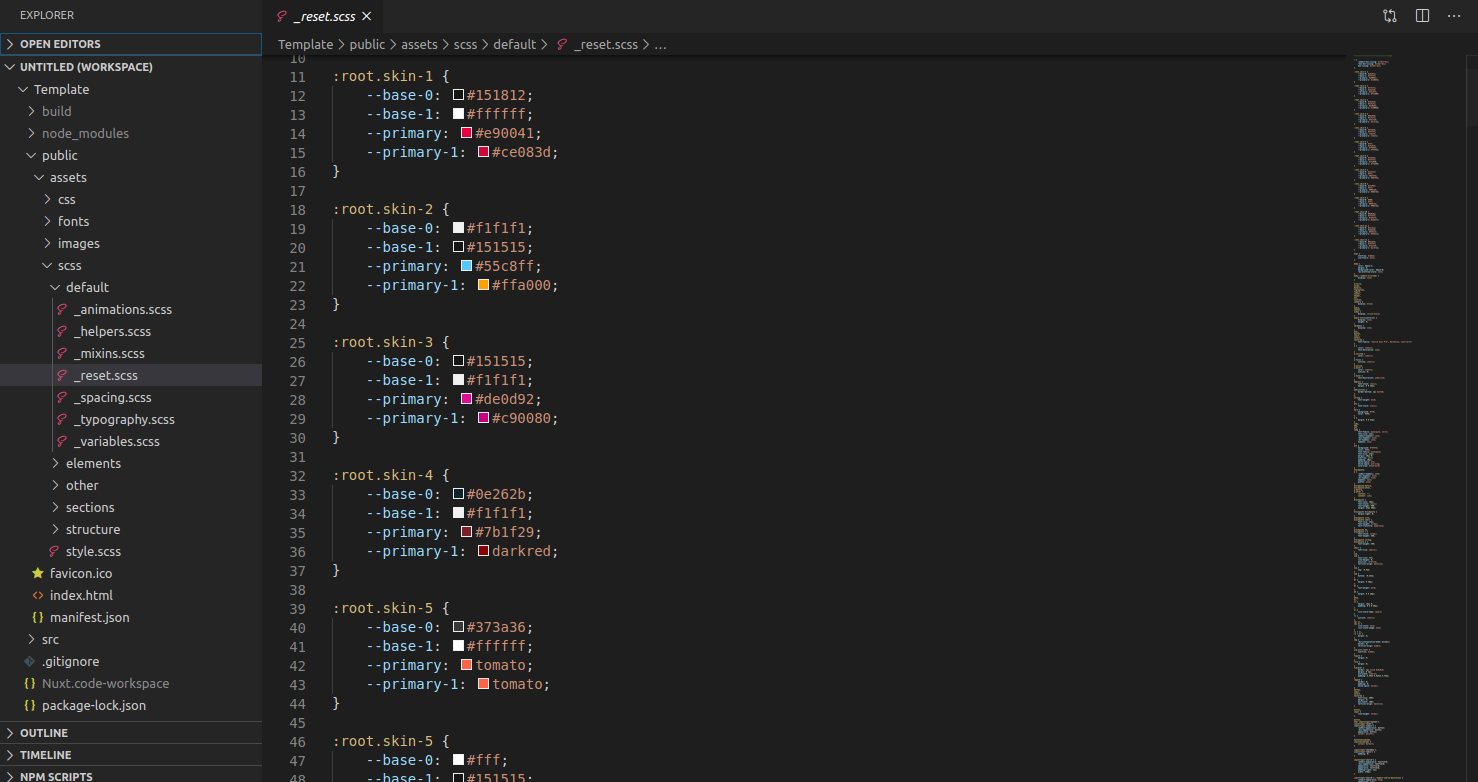 EXPLORER
OPEN EDITORS
UNTITLED (WORKSPACE)
Template
build
node_modules
public
assets
css
fonts
images
scss
default
_animations.scss
_helpers.scss
_mixins.scss
_reset.scss
_spacing.scss
_typography.scss
_variables.scss
elements
other
sections
structure
style.scss
favicon.ico
index.html
manifest.json
src
.gitignore
Nuxt.code-workspace
package-lock.json
OUTLINE
TIMELINE
NPM SCRIPTS
_reset.scss
Template > public > assets > scss > default > _reset.scss > ...
10
11 :root.skin-1 {
12 --base-0: #151812;
13 --base-1: #ffffff;
14 --primary: #e90041;
15 --primary-1: #ce083d;
16 }
17
18 :root.skin-2 {
19 --base-0: #f1f1f1;
20 --base-1: #151515;
21 --primary: #55c8ff;
22 --primary-1: #ffa000;
23 }
24
25 :root.skin-3 {
26 --base-0: #151515;
27 --base-1: #f1f1f1;
28 --primary: #de0d92;
29 --primary-1: #c90080;
30 }
31
32 :root.skin-4 {
33 --base-0: #0e262b;
34 --base-1: #f1f1f1;
35 --primary: #7b1f29;
36 --primary-1: darkred;
37 }
38
39 :root.skin-5 {
40 --base-0: #373a36;
41 --base-1: #ffffff;
42 --primary: tomato;
43 --primary-1: tomato;
44 }
45
46 :root.skin-5 {
47 --base-0: #fff;
48 --base-1: #151515;